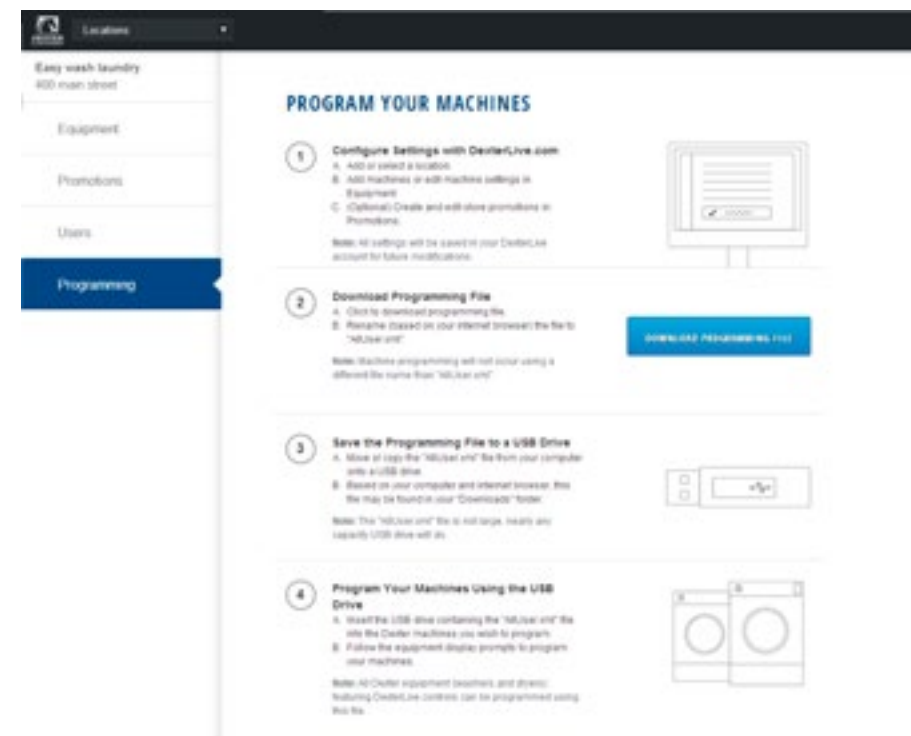 Locations
Easy wash laundry
400 main street
Equipment
Promotions
Users
Programming
PROGRAM YOUR MACHINES
1
Configure Settings with DexterLive.com
A. Add or select a location.
B. Add machines or edit machine settings in
Equipment
C. (Optional) Create and edit store promotions in
Promotions.
Note: All settings will be saved in your DexterLive
account for future modifications.
2
Download Programming File
A. Click to download programming file.
B. Rename (based on your internet browser) the file to
"AllUser.xml"
Note: Machine programming will not occur using a
different file name than "AllUser.xml"
DOWNLOAD PROGRAMMING FILE
3
Save the Programming File to a USB Drive
A. Move or copy the "AllUser.xml" file from your computer
onto a USB drive.
B. Based on your computer and internet browser, this
file may be found in your "Downloads" folder.
Note: The "AllUser.xml" file is not large, nearly any
capacity USB drive will do.
4
Program Your Machines Using the USB
Drive
A. Insert the USB drive containing the "AllUser.xml" file
into the Dexter machines you wish to program.
B. Follow the equipment display prompts to program
your machines.
Note: All Dexter equipment (washers and dryers)
featuring DexterLive controls can be programmed using
this file.